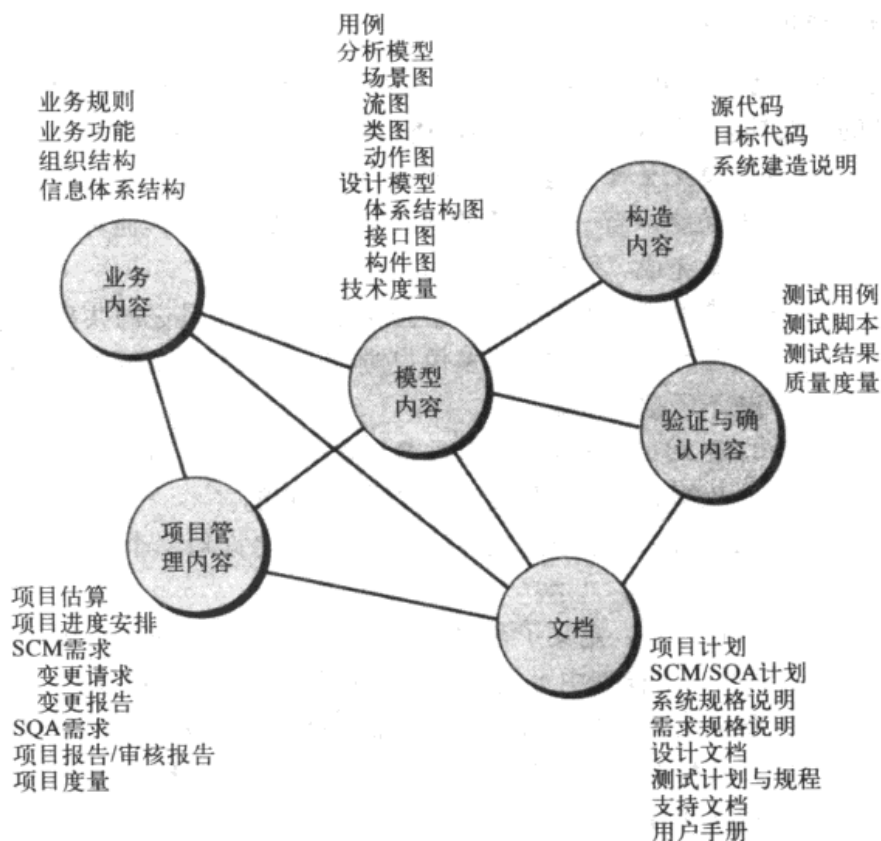 业务规则
业务功能
组织结构
信息体系结构
业务
内容
用例
分析模型
场景图
流图
类图
动作图
设计模型
体系结构图
接口图
构件图
技术度量
模型
内容
源代码
目标代码
系统建造说明
构造
内容
测试用例
测试脚本
测试结果
质量度量
验证与确
认内容
项目管
理内容
项目估算
项目进度安排
SCM需求
变更请求
变更报告
SQA需求
项目报告/审核报告
项目度量
文档
项目计划
SCM/SQA计划
系统规格说明
需求规格说明
设计文档
测试计划与规程
支持文档
用户手册